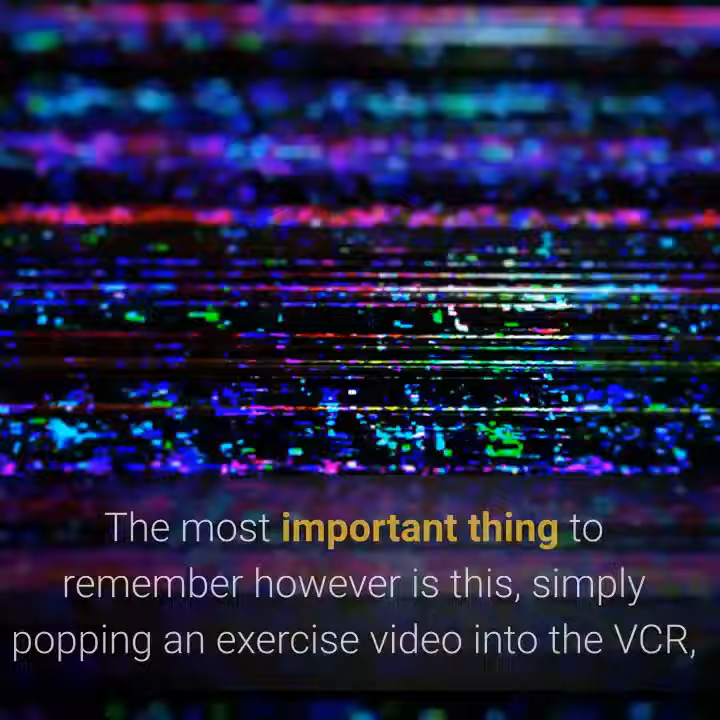 The most important thing to
remember however is this, simply
popping an exercise video into the VCR,